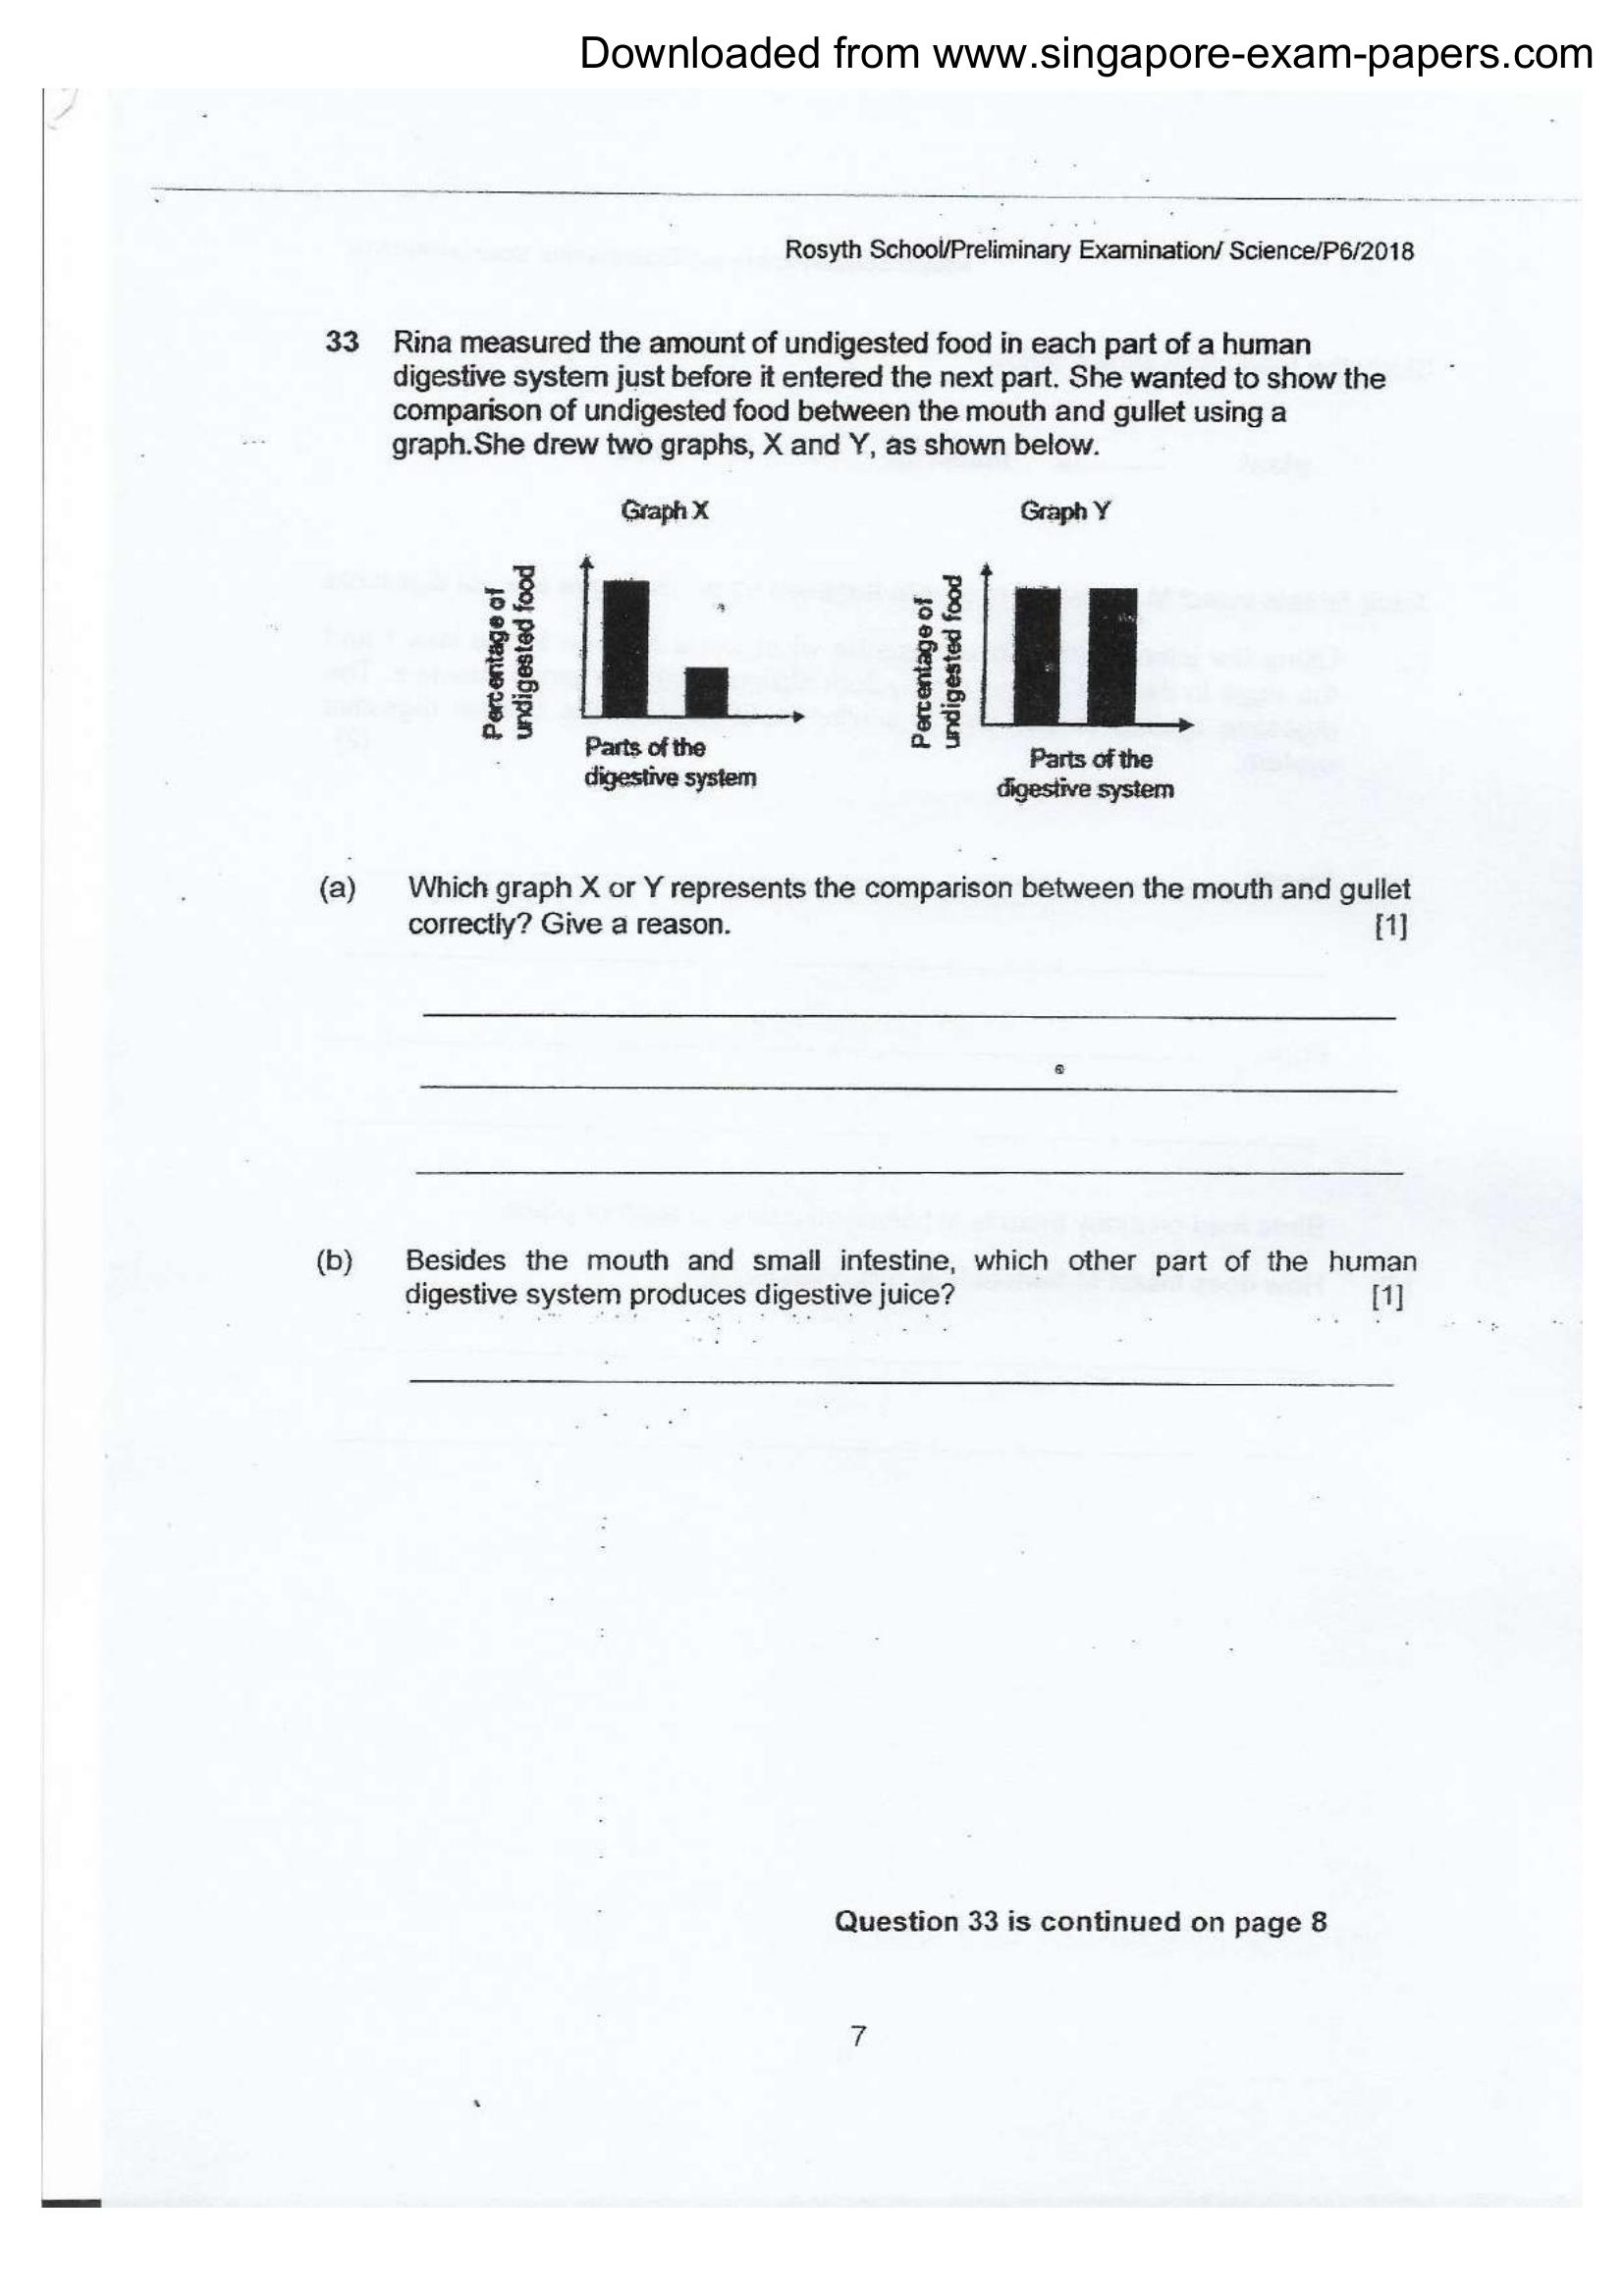 Downloaded from www.singapore-exam-papers.com
Rosyth School/Preliminary Examination/ Science/P6/2018
33 Rina measured the amount of undigested food in each part of a human
digestive system just before it entered the next part. She wanted to show the
comparison of undigested food between the mouth and gullet using a
graph.She drew two graphs, X and Y, as shown below.
Graph X
Percentage of
undigested food
Parts of the
digestive system
Graph Y
Percentage of
undigested food
Parts of the
digestive system
(a) Which graph X or Y represents the comparison between the mouth and gullet
correctly? Give a reason. [1]
(b) Besides the mouth and small intestine, which other part of the human
digestive system produces digestive juice? [1]
Question 33 is continued on page 8
7